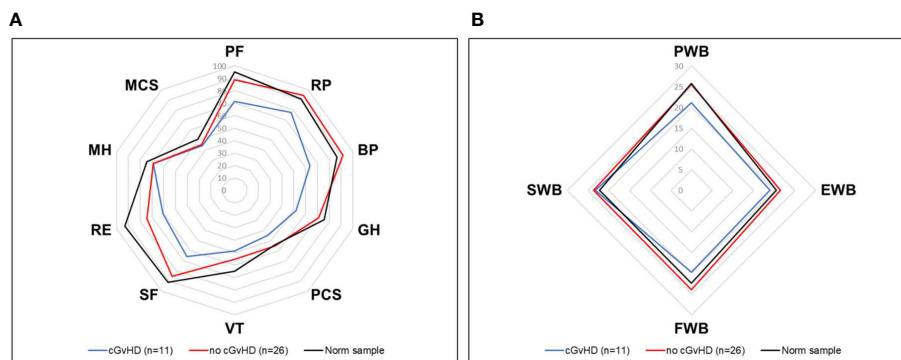 A
B
PF
MCS
RP
100
90
80
70
60
50
40
30
20
10
0
MH
BP
RE
GH
SF
PCS
VT
cGvHD (n=11) no cGvHD (n=26) Norm sample
PWB
30
25
20
15
10
5
0
SWB
EWB
FWB
cGvHD (n=11) no cGvHD (n=26) Norm sample